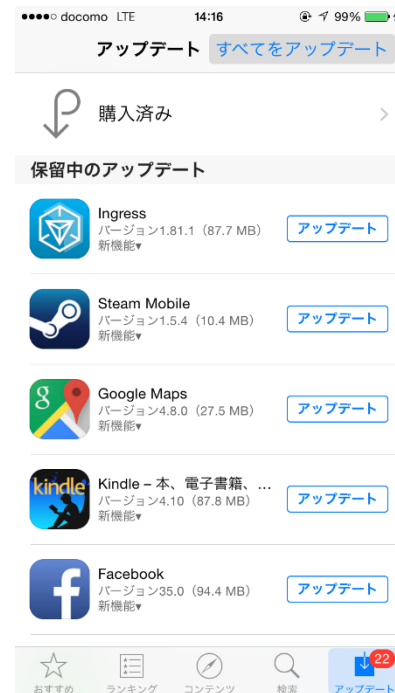 docomo LTE 14:16 99%
アップデート すべてをアップデート
購入済み
保留中のアップデート
Ingress
バージョン1.81.1（87.7 MB）
新機能▾
アップデート
Steam Mobile
バージョン1.5.4（10.4 MB）
新機能▾
アップデート
8
Google Maps
バージョン4.8.0（27.5 MB）
新機能▾
アップデート
kindle
Kindle – 本、電子書籍、...
バージョン4.10（87.8 MB）
新機能▾
アップデート
f
Facebook
バージョン35.0（94.4 MB）
新機能▾
アップデート
22
おすすめ ランキング コンテンツ 検索 アップデート